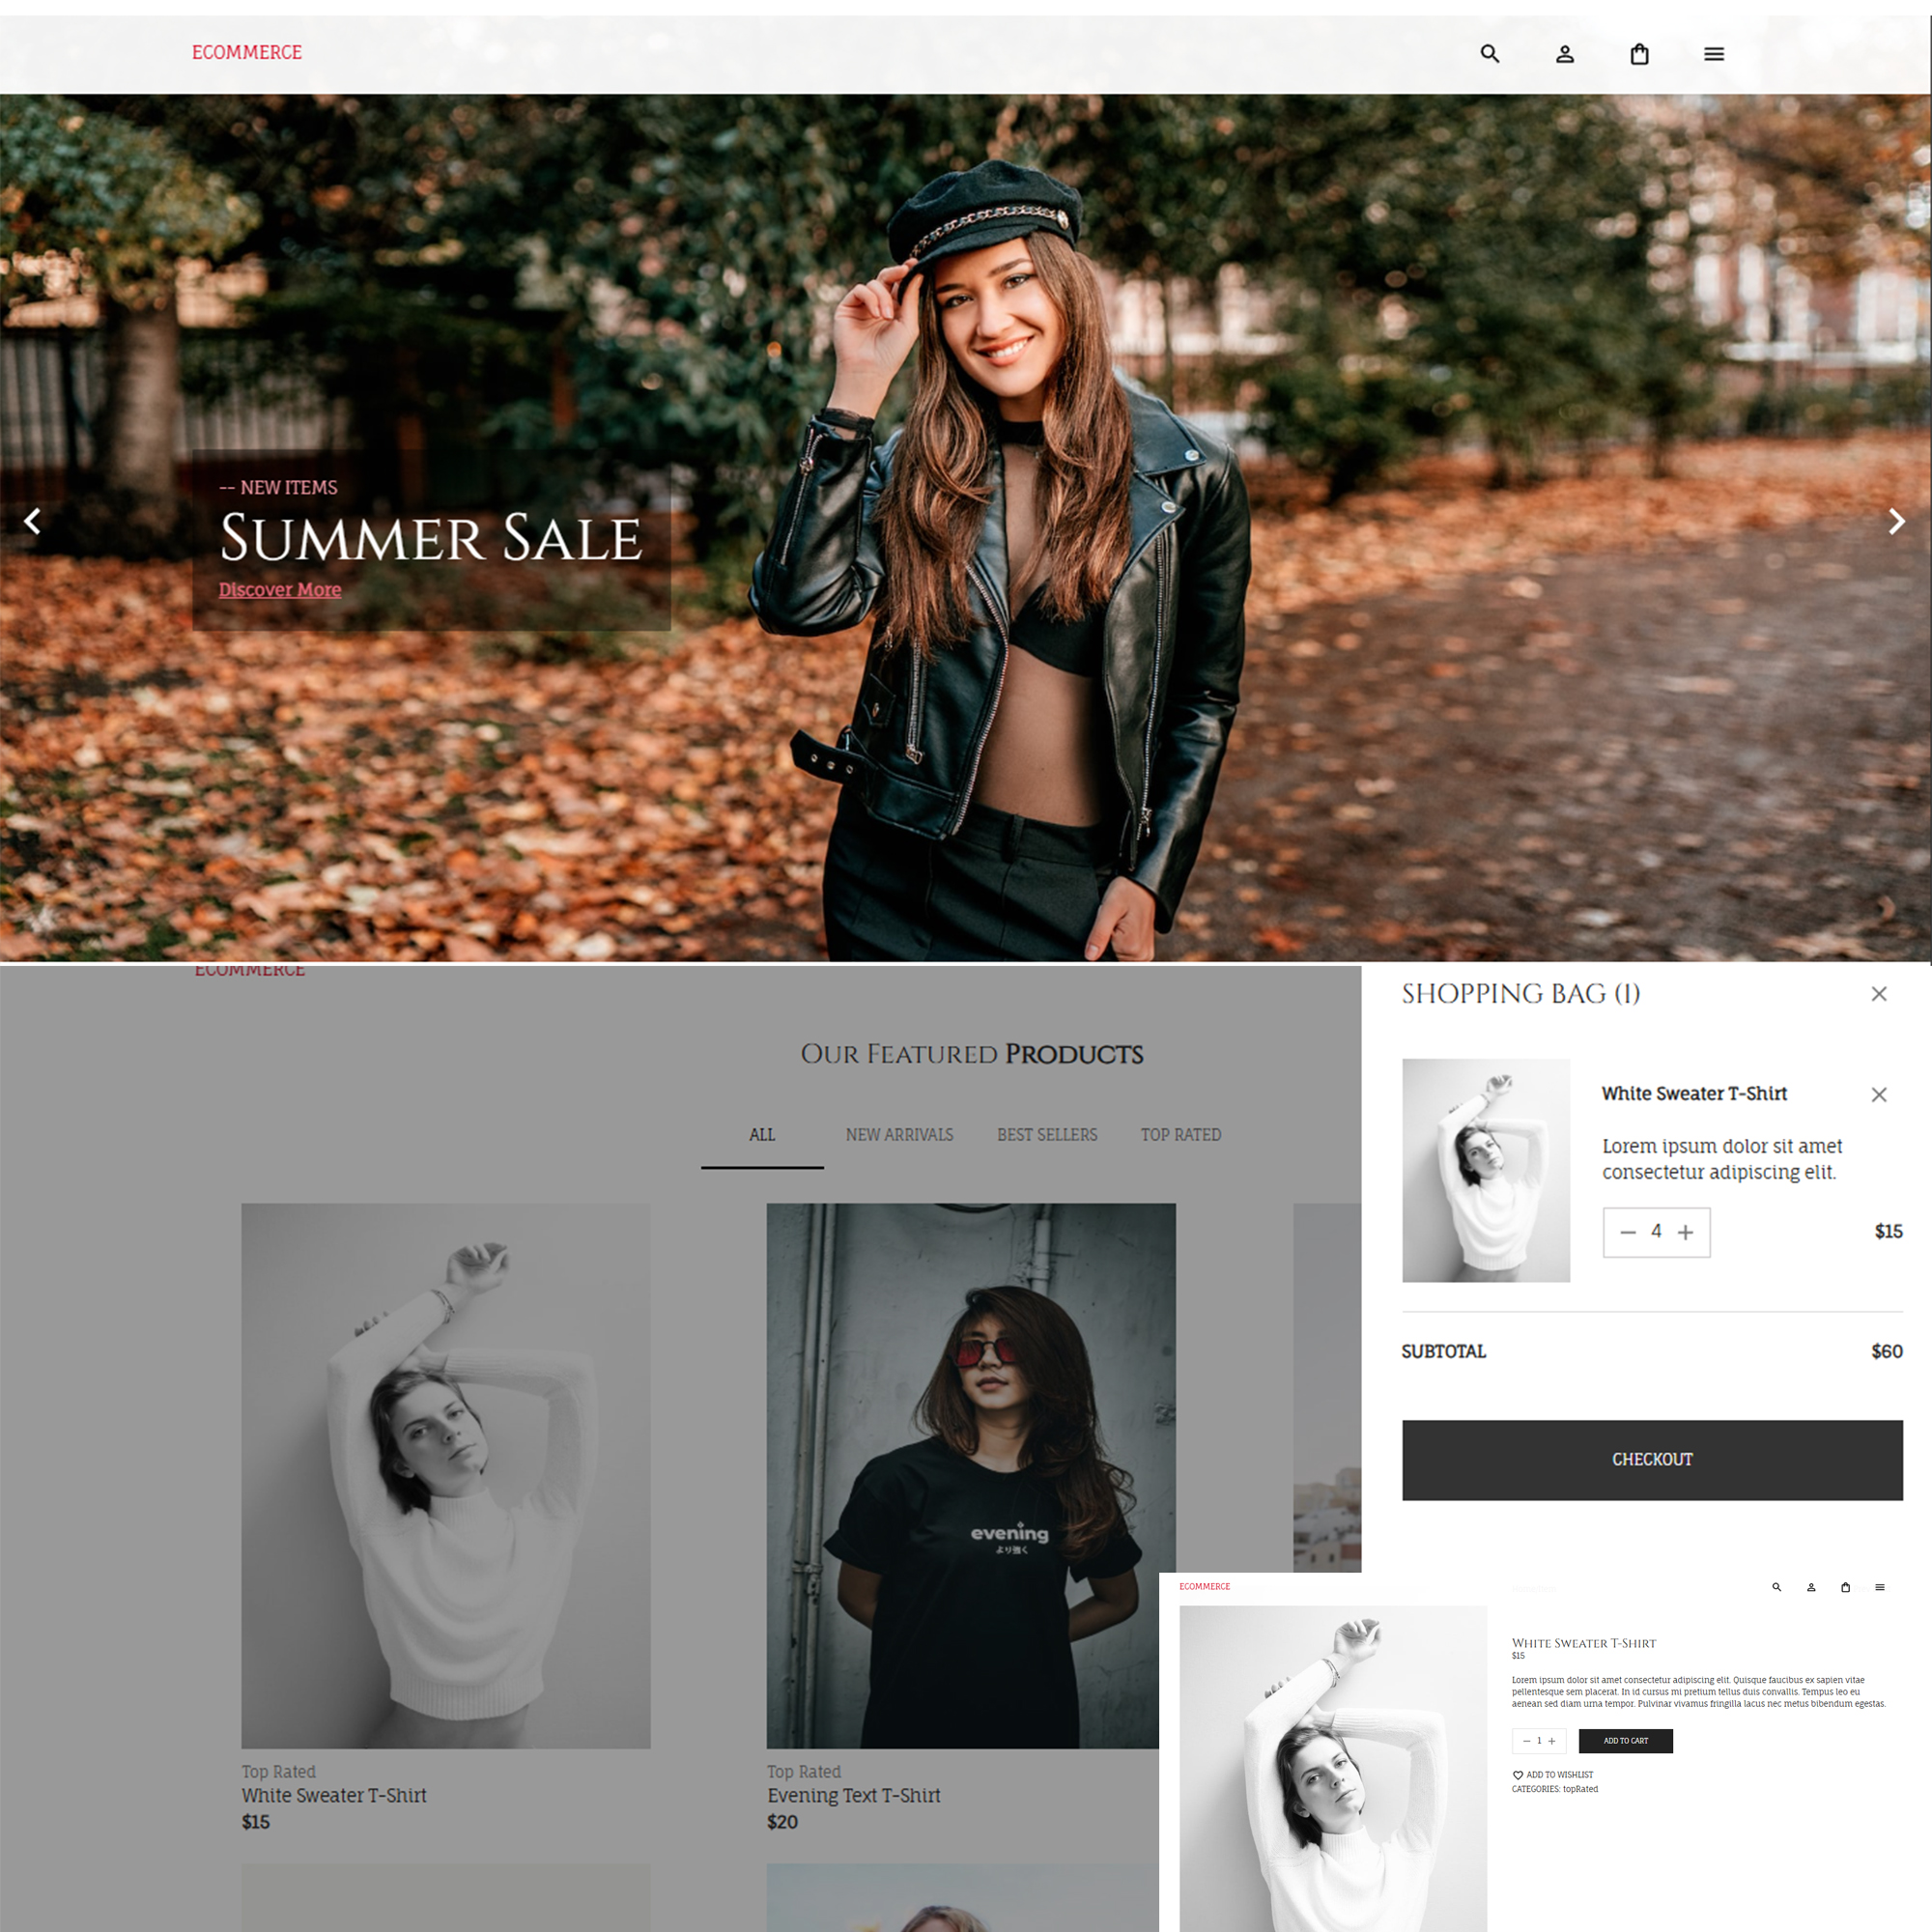 ECOMMERCE
-- NEW ITEMS
SUMMER SALE
Discover More
ECOMMERCE
OUR FEATURED PRODUCTS
ALL NEW ARRIVALS BEST SELLERS TOP RATED
evening
より強く
Top Rated
White Sweater T-Shirt
$15
Top Rated
Evening Text T-Shirt
$20
SHOPPING BAG (1)
White Sweater T-Shirt
Lorem ipsum dolor sit amet
consectetur adipiscing elit.
4
$15
SUBTOTAL $60
CHECKOUT
ECOMMERCE
WHITE SWEATER T-SHIRT
$15
Lorem ipsum dolor sit amet consectetur adipiscing elit. Quisque faucibus ex sapien vitae
pellentesque sem placerat. In id cursus mi pretium tellus duis convallis. Tempus leo eu
aenean sed diam urna tempor. Pulvinar vivamus fringilla lacus nec metus bibendum egestas.
1 ADD TO CART
ADD TO WISHLIST
CATEGORIES: topRated